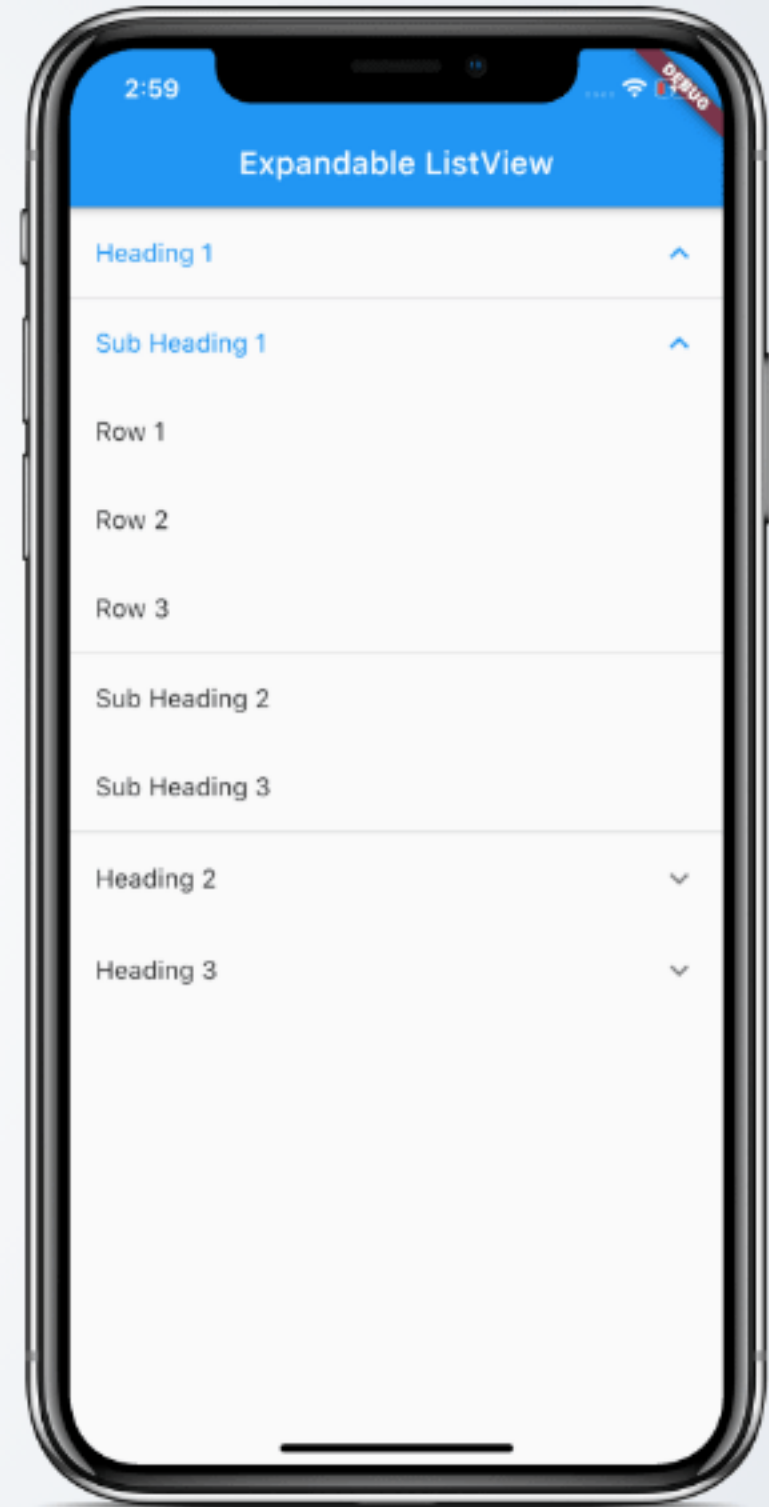 2:59
DEBUG
Expandable ListView
Heading 1
Sub Heading 1
Row 1
Row 2
Row 3
Sub Heading 2
Sub Heading 3
Heading 2
Heading 3